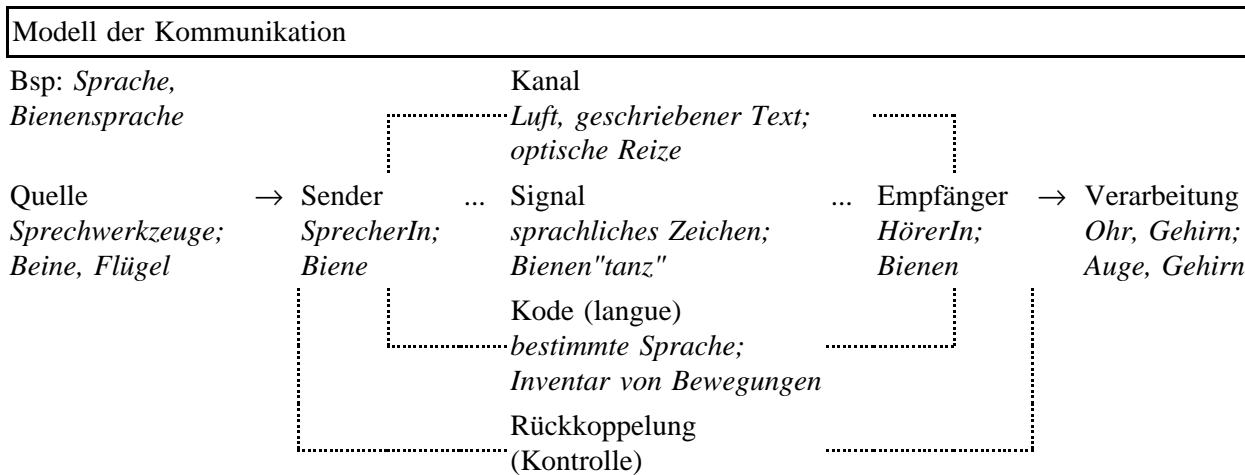 Modell der Kommunikation
Bsp: Sprache, Kanal
Bienensprache Luft, geschriebener Text;
optische Reize
Quelle → Sender ... Signal ... Empfänger → Verarbeitung
Sprechwerkzeuge; SprecherIn; sprachliches Zeichen; HörerIn; Ohr, Gehirn;
Beine, Flügel Biene Bienen"tanz" Bienen Auge, Gehirn
Kode (langue)
bestimmte Sprache;
Inventar von Bewegungen
Rückkoppelung
(Kontrolle)